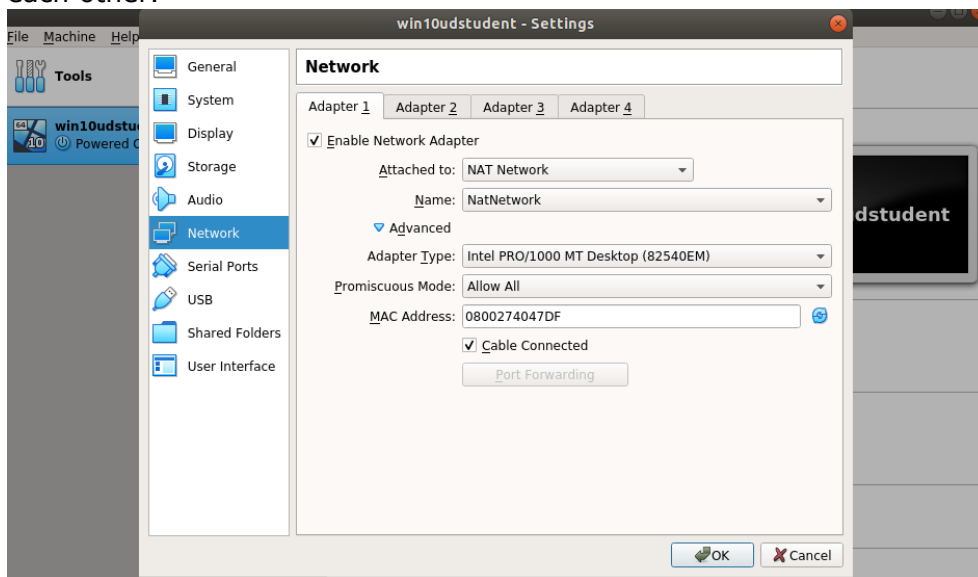 each other:
win10udstudent - Settings
File Machine Help
Tools
win10udstu
Powered O
General
System
Display
Storage
Audio
Network
Serial Ports
USB
Shared Folders
User Interface
Network
Adapter 1 Adapter 2 Adapter 3 Adapter 4
Enable Network Adapter
Attached to: NAT Network
Name: NatNetwork
Advanced
Adapter Type: Intel PRO/1000 MT Desktop (82540EM)
Promiscuous Mode: Allow All
MAC Address: 0800274047DF
Cable Connected
Port Forwarding
OK Cancel
dstudent